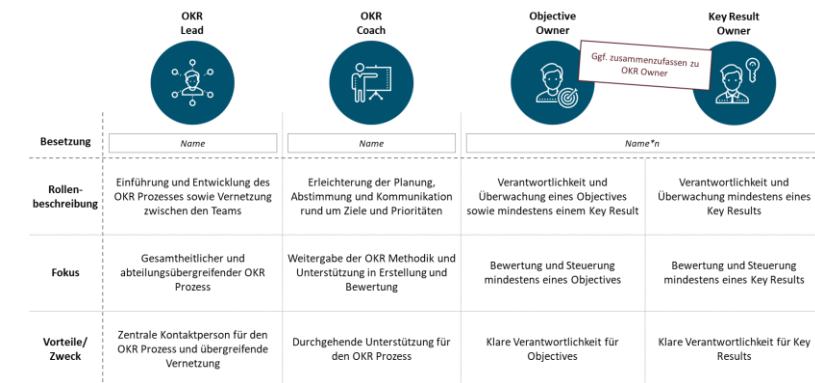 OKR
Lead
OKR
Coach
Objective
Owner
Key Result
Owner
Ggf. zusammenzufassen zu
OKR Owner
Besetzung
Name
Name
Name*n
Rollen-
beschreibung
Einführung und Entwicklung des
OKR Prozesses sowie Vernetzung
zwischen den Teams
Erleichterung der Planung,
Abstimmung und Kommunikation
rund um Ziele und Prioritäten
Verantwortlichkeit und
Überwachung eines Objectives
sowie mindestens einem Key Result
Verantwortlichkeit und
Überwachung mindestens eines
Key Results
Fokus
Gesamtheitlicher und
abteilungsübergreifender OKR
Prozess
Weitergabe der OKR Methodik und
Unterstützung in Erstellung und
Bewertung
Bewertung und Steuerung
mindestens eines Objectives
Bewertung und Steuerung
mindestens eines Key Results
Vorteile/
Zweck
Zentrale Kontaktperson für den
OKR Prozess und übergreifende
Vernetzung
Durchgehende Unterstützung für
den OKR Prozess
Klare Verantwortlichkeit für
Objectives
Klare Verantwortlichkeit für Key
Results